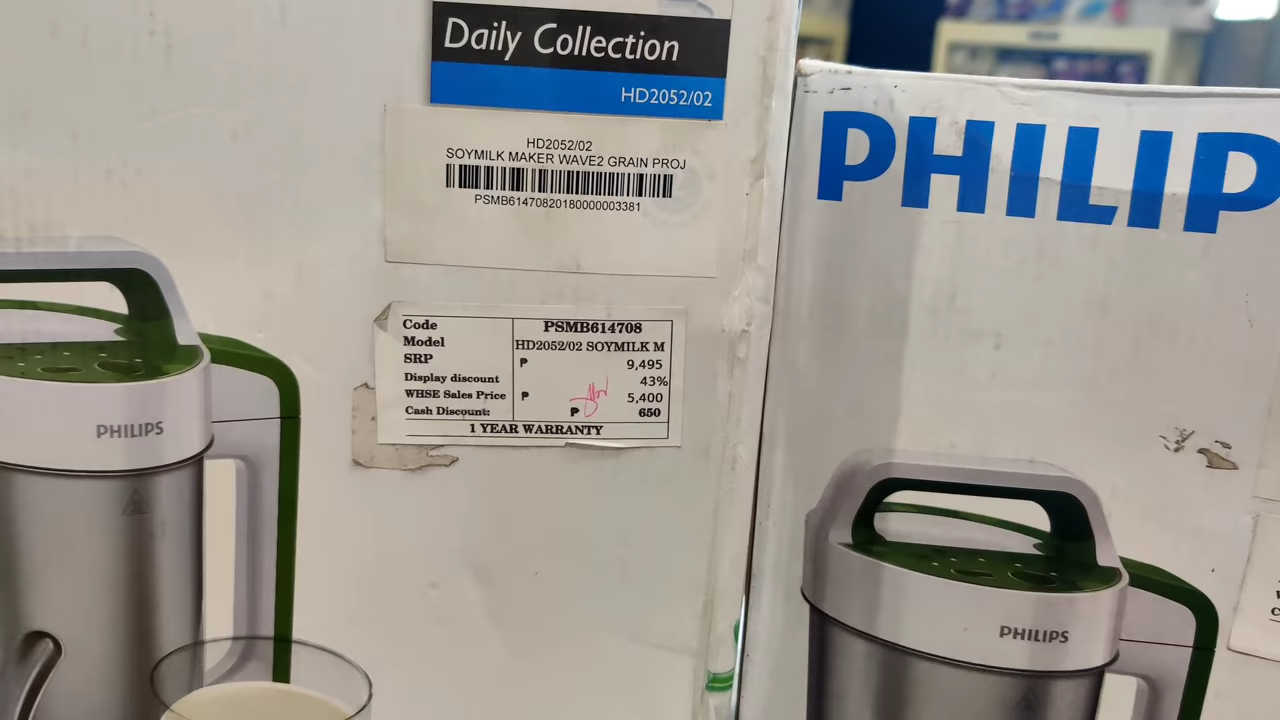 Daily Collection
HD2052/02
HD2052/02
SOYMILK MAKER WAVE2 GRAIN PROJ
PSMB61470820180000003381
Code PSMB614708
Model HD2052/02 SOYMILK M
SRP ₱ 9,495
Display discount 43%
WHSE Sales Price ₱ 5,400
Cash Discount: ₱ 650
1 YEAR WARRANTY
PHILIPS
PHILIP
PHILIPS